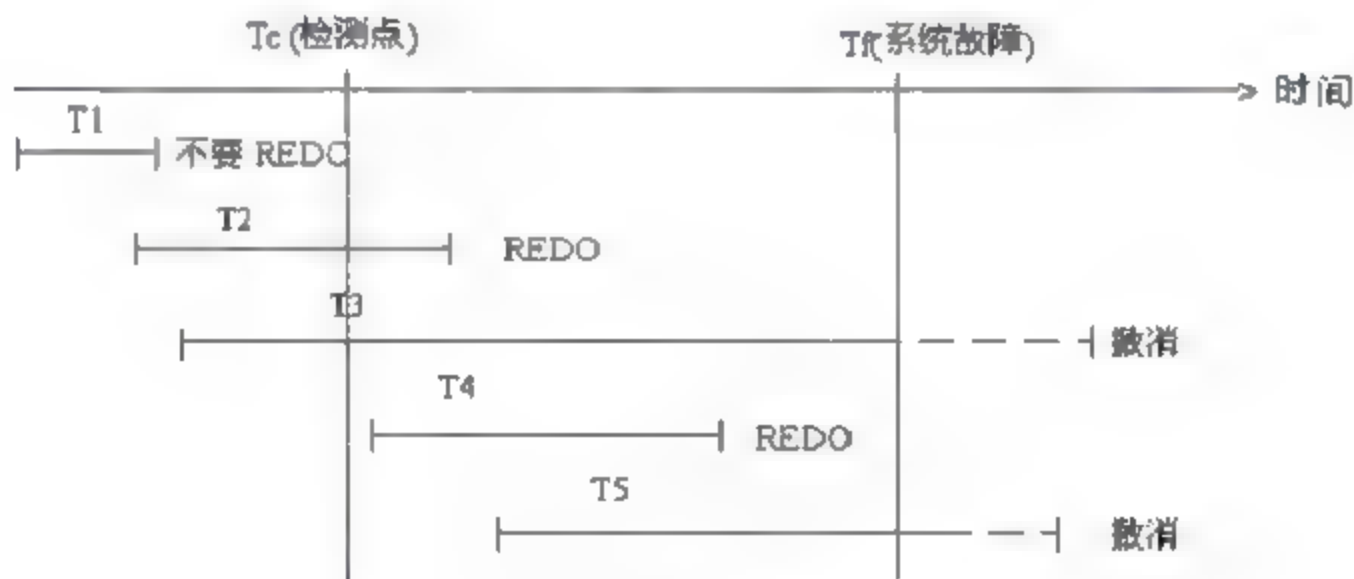 Tc (检测点)
Tf(系统故障)
时间
T1
不要 REDO
T2
REDO
T3
撤消
T4
REDO
T5
撤消